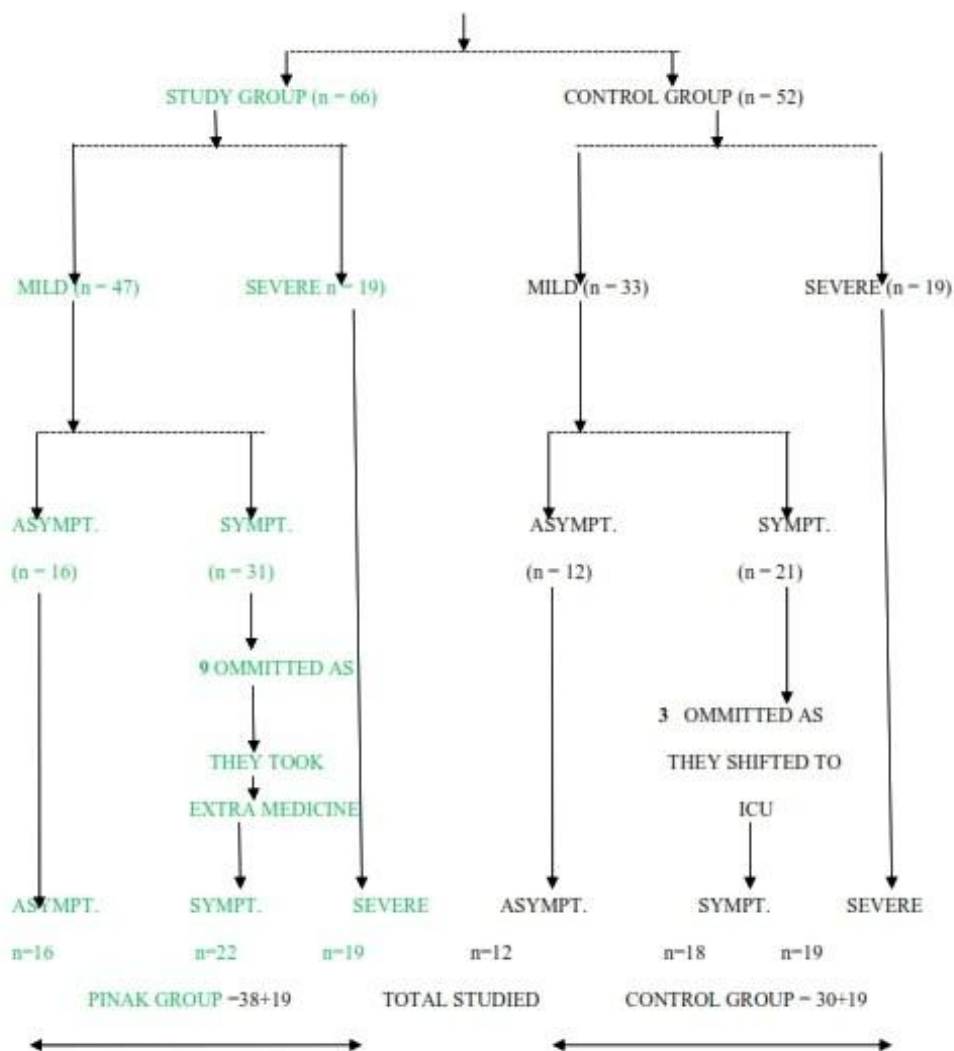 STUDY GROUP (n = 66) CONTROL GROUP (n = 52)
MILD (n = 47) SEVERE n = 19) MILD (n = 33) SEVERE (n = 19)
ASYMPT. SYMPT. ASYMPT. SYMPT.
(n = 16) (n = 31) (n = 12) (n = 21)
9 OMMITTED AS
3 OMMITTED AS
THEY TOOK THEY SHIFTED TO
EXTRA MEDICINE ICU
ASYMPT. SYMPT. SEVERE ASYMPT. SYMPT. SEVERE
n=16 n=22 n=19 n=12 n=18 n=19
PINAK GROUP =38+19 TOTAL STUDIED CONTROL GROUP = 30+19